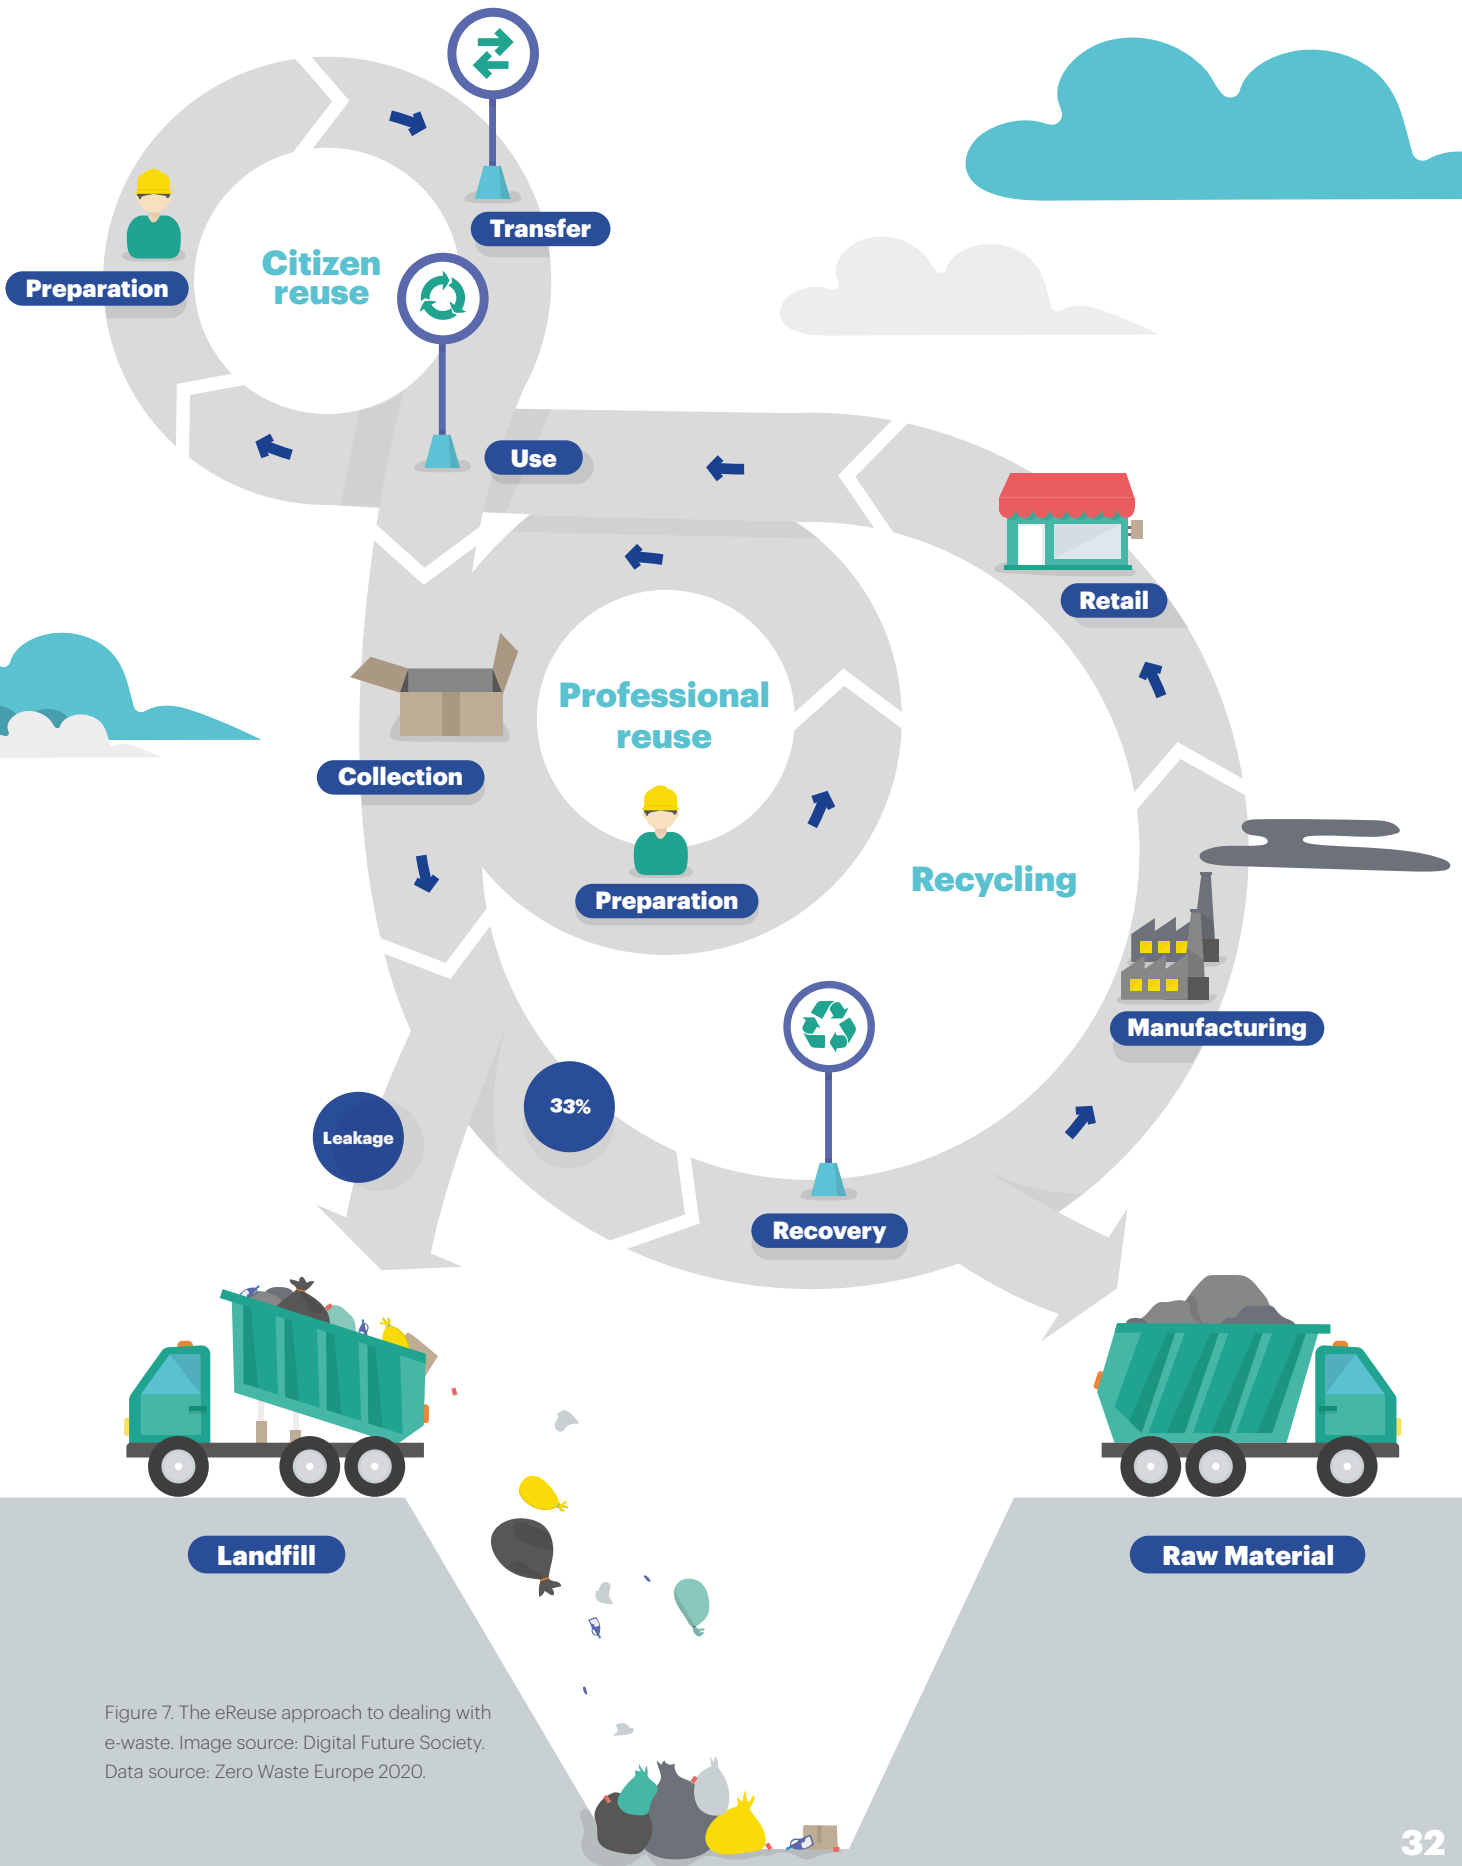 Transfer
Citizen
reuse
Preparation
Use
Retail
Professional
reuse
Collection
Preparation
Recycling
Manufacturing
33%
Leakage
Recovery
Landfill
Raw Material
Figure 7. The eReuse approach to dealing with
e-waste. Image source: Digital Future Society.
Data source: Zero Waste Europe 2020.
32